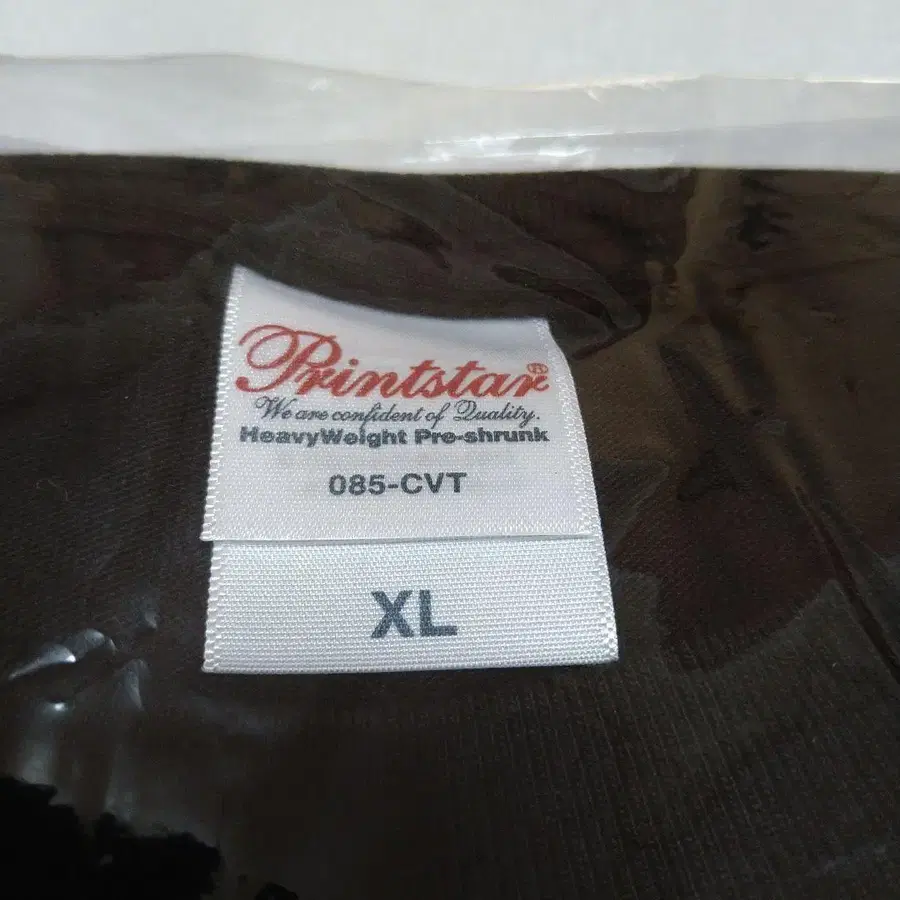 Printstar®
We are confident of Quality.
HeavyWeight Pre-shrunk
085-CVT
XL